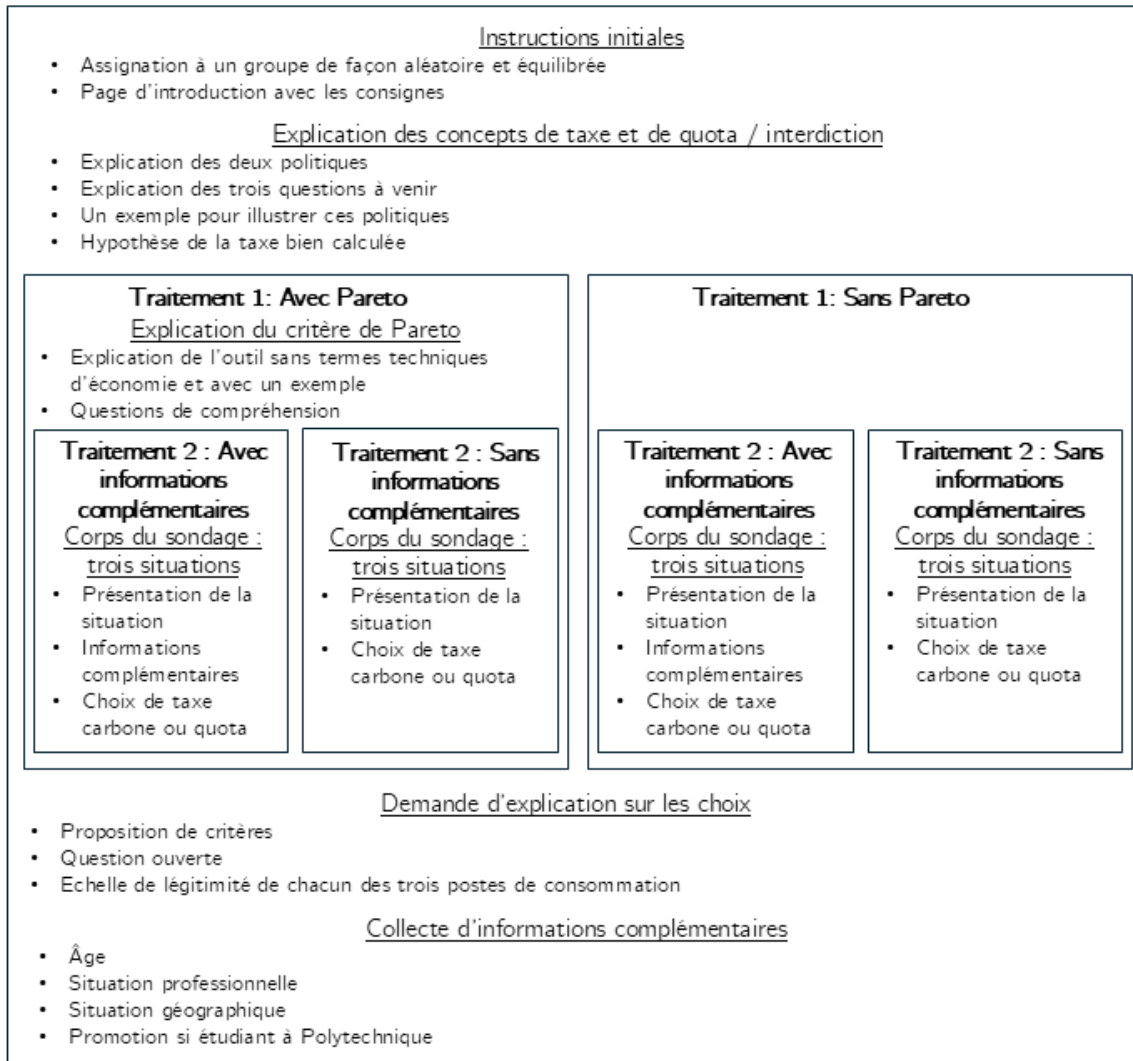 Instructions initiales
• Assignation à un groupe de façon aléatoire et équilibrée
• Page d'introduction avec les consignes
Explication des concepts de taxe et de quota / interdiction
• Explication des deux politiques
• Explication des trois questions à venir
• Un exemple pour illustrer ces politiques
• Hypothèse de la taxe bien calculée
Traitement 1: Avec Pareto
Explication du critère de Pareto
• Explication de l'outil sans termes techniques
d'économie et avec un exemple
• Questions de compréhension
Traitement 2 : Avec
informations
complémentaires
Corps du sondage :
trois situations
• Présentation de la
situation
• Informations
complémentaires
• Choix de taxe
carbone ou quota
Traitement 2 : Sans
informations
complémentaires
Corps du sondage :
trois situations
• Présentation de la
situation
• Choix de taxe
carbone ou quota
Traitement 1: Sans Pareto
Traitement 2 : Avec
informations
complémentaires
Corps du sondage :
trois situations
• Présentation de la
situation
• Informations
complémentaires
• Choix de taxe
carbone ou quota
Traitement 2 : Sans
informations
complémentaires
Corps du sondage :
trois situations
• Présentation de la
situation
• Choix de taxe
carbone ou quota
Demande d'explication sur les choix
• Proposition de critères
• Question ouverte
• Echelle de légitimité de chacun des trois postes de consommation
Collecte d'informations complémentaires
• Âge
• Situation professionnelle
• Situation géographique
• Promotion si étudiant à Polytechnique